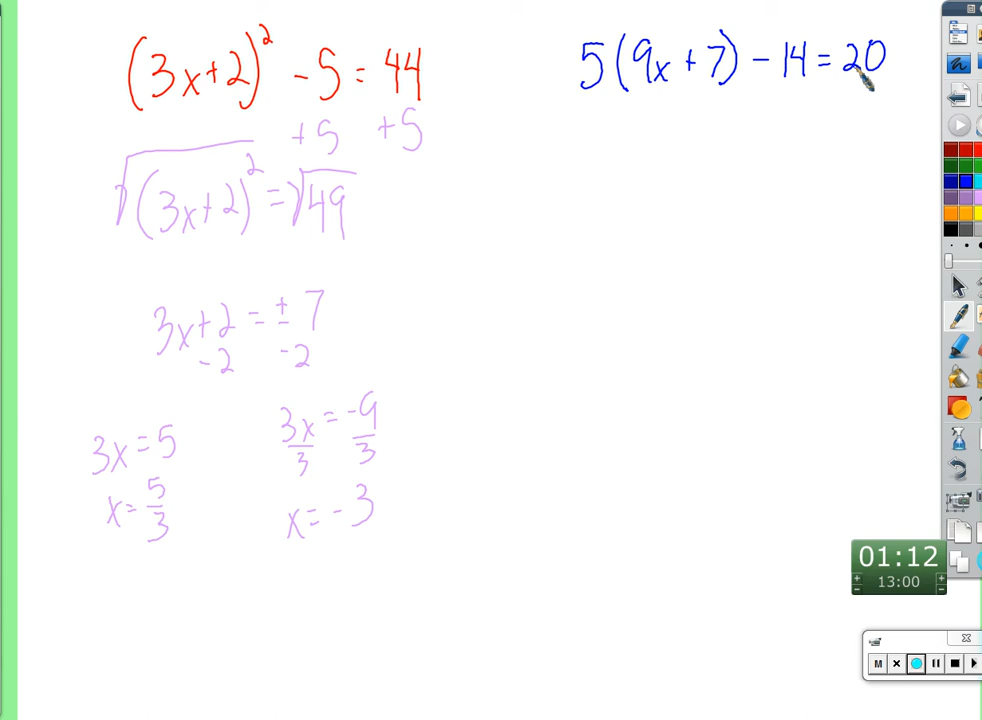 (3x+2)² - 5 = 44
+5 +5
√(3x+2)² = √49
3x+2 = ± 7
-2 -2
3x = 5
x = 5/3
3x/3 = -9/3
x = -3
5(9x+7) - 14 = 20
01:12
13:00
M